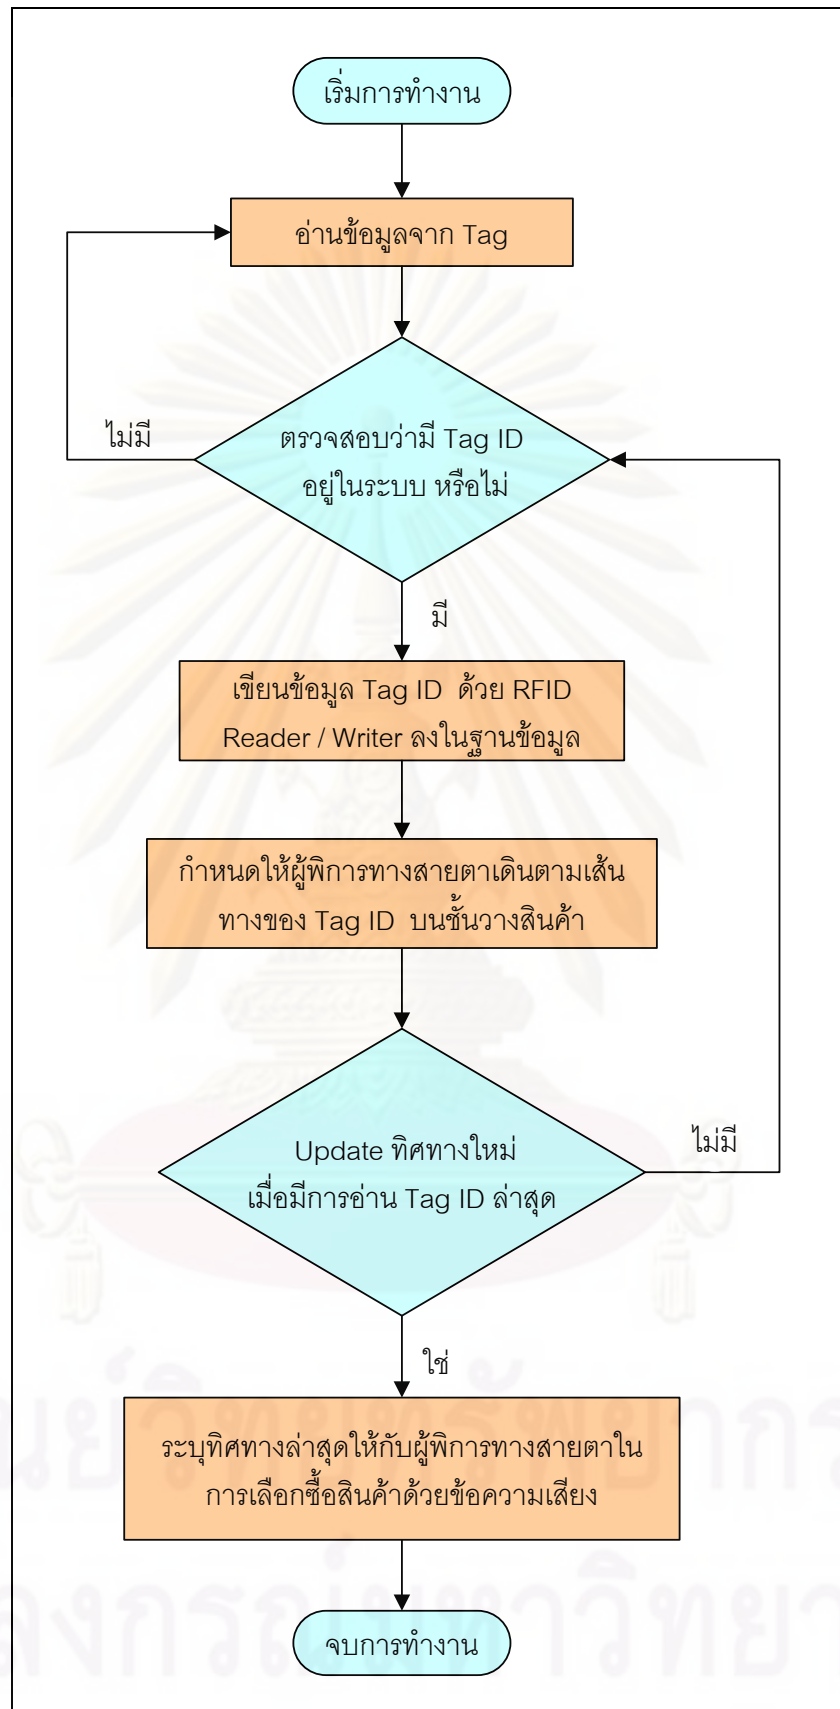 เริ่มการทำงาน
อ่านข้อมูลจาก Tag
ไม่มี
ตรวจสอบว่ามี Tag ID
อยู่ในระบบ หรือไม่
มี
เขียนข้อมูล Tag ID ด้วย RFID
Reader / Writer ลงในฐานข้อมูล
กำหนดให้ผู้พิการทางสายตาเดินตามเส้น
ทางของ Tag ID บนชั้นวางสินค้า
Update ทิศทางใหม่
เมื่อมีการอ่าน Tag ID ล่าสุด
ไม่มี
ใช่
ระบุทิศทางล่าสุดให้กับผู้พิการทางสายตาใน
การเลือกซื้อสินค้าด้วยข้อความเสียง
จบการทำงาน